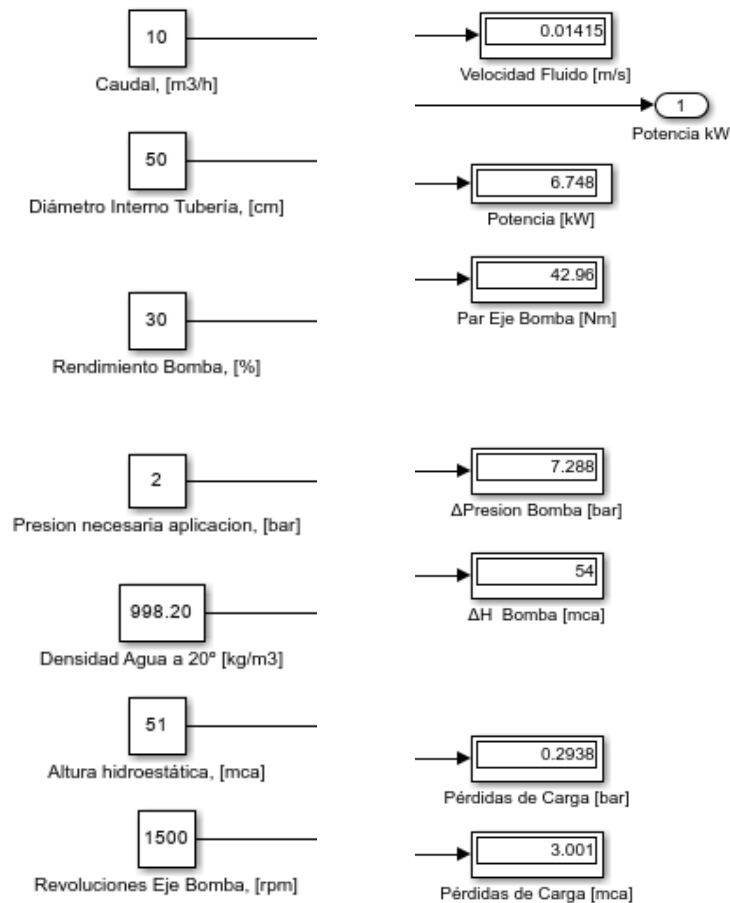 10
Caudal, [m3/h]
50
Diámetro Interno Tubería, [cm]
30
Rendimiento Bomba, [%]
2
Presion necesaria aplicacion, [bar]
998.20
Densidad Agua a 20º [kg/m3]
51
Altura hidroestática, [mca]
1500
Revoluciones Eje Bomba, [rpm]
0.01415
Velocidad Fluido [m/s]
1
Potencia kW
6.748
Potencia [kW]
42.96
Par Eje Bomba [Nm]
7.288
ΔPresion Bomba [bar]
54
ΔH Bomba [mca]
0.2938
Pérdidas de Carga [bar]
3.001
Pérdidas de Carga [mca]